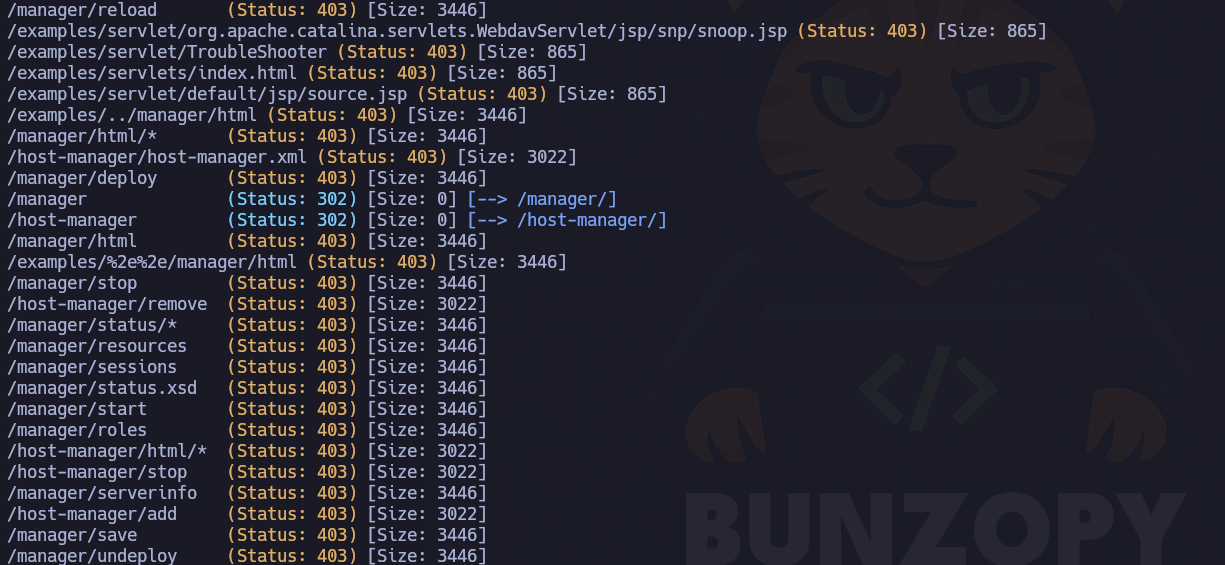 /manager/reload       (Status: 403) [Size: 3446]
/examples/servlet/org.apache.catalina.servlets.WebdavServlet/jsp/snp/snoop.jsp (Status: 403) [Size: 865]
/examples/servlet/TroubleShooter (Status: 403) [Size: 865]
/examples/servlets/index.html (Status: 403) [Size: 865]
/examples/servlet/default/jsp/source.jsp (Status: 403) [Size: 865]
/examples/../manager/html (Status: 403) [Size: 3446]
/manager/html/*       (Status: 403) [Size: 3446]
/host-manager/host-manager.xml (Status: 403) [Size: 3022]
/manager/deploy       (Status: 403) [Size: 3446]
/manager              (Status: 302) [Size: 0] [--> /manager/]
/host-manager         (Status: 302) [Size: 0] [--> /host-manager/]
/manager/html         (Status: 403) [Size: 3446]
/examples/%2e%2e/manager/html (Status: 403) [Size: 3446]
/manager/stop         (Status: 403) [Size: 3446]
/host-manager/remove  (Status: 403) [Size: 3022]
/manager/status/*     (Status: 403) [Size: 3446]
/manager/resources    (Status: 403) [Size: 3446]
/manager/sessions     (Status: 403) [Size: 3446]
/manager/status.xsd   (Status: 403) [Size: 3446]
/manager/start        (Status: 403) [Size: 3446]
/manager/roles        (Status: 403) [Size: 3446]
/host-manager/html/*  (Status: 403) [Size: 3022]
/host-manager/stop    (Status: 403) [Size: 3022]
/manager/serverinfo   (Status: 403) [Size: 3446]
/host-manager/add     (Status: 403) [Size: 3022]
/manager/save         (Status: 403) [Size: 3446]
/manager/undeploy     (Status: 403) [Size: 3446]
</>
BUNZOPY